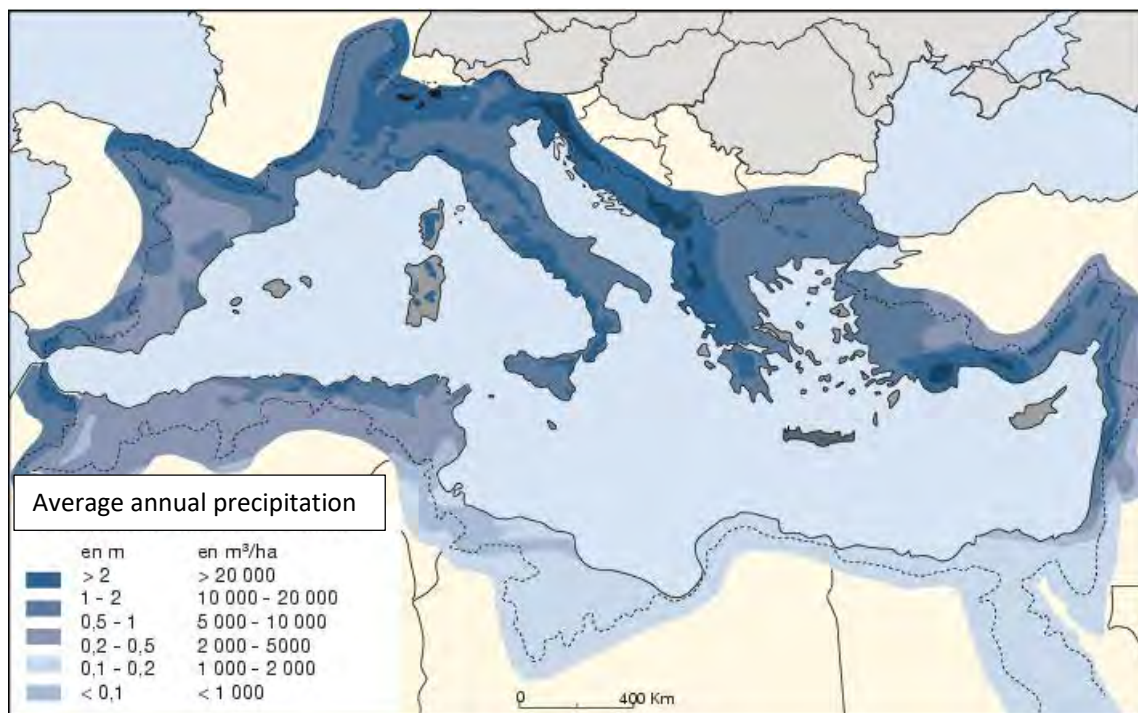 Average annual precipitation
en m en m³/ha
> 2 > 20 000
1 - 2 10 000 - 20 000
0,5 - 1 5 000 - 10 000
0,2 - 0,5 2 000 - 5000
0,1 - 0,2 1 000 - 2 000
< 0,1 < 1 000
0 400 Km